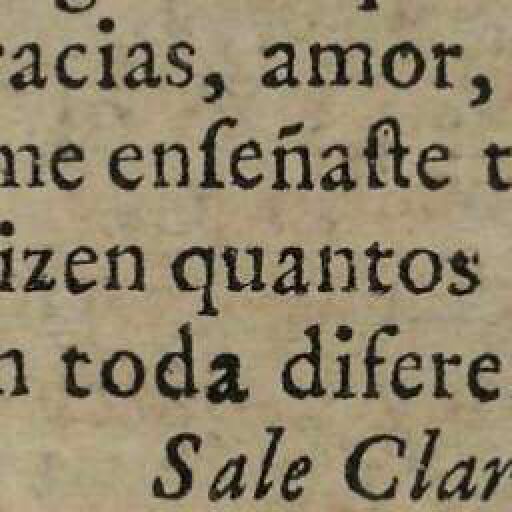 racias, amor,
me enſeñaſte t
izen quantos
n toda difere
Sale Clar